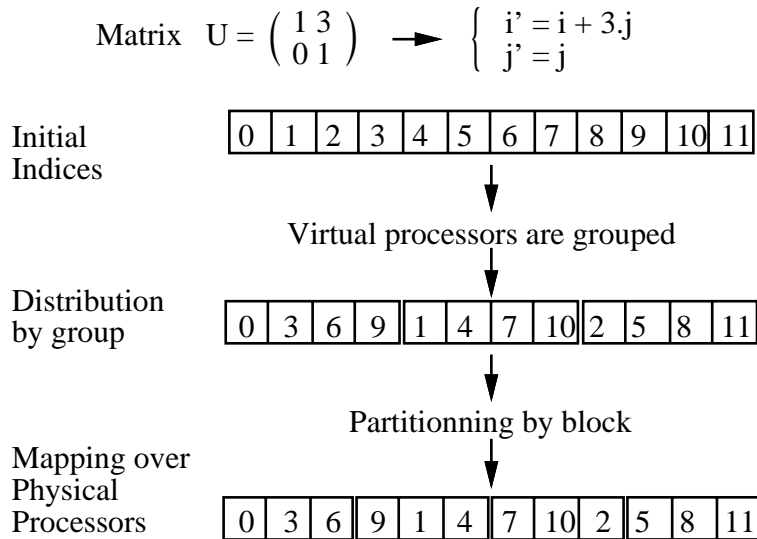 Matrix U = ( 1 3 → { i’ = i + 3.j
0 1 ) j’ = j
Initial Indices
0 1 2 3 4 5 6 7 8 9 10 11
Virtual processors are grouped
Distribution by group
0 3 6 9 1 4 7 10 2 5 8 11
Partitionning by block
Mapping over Physical Processors
0 3 6 9 1 4 7 10 2 5 8 11